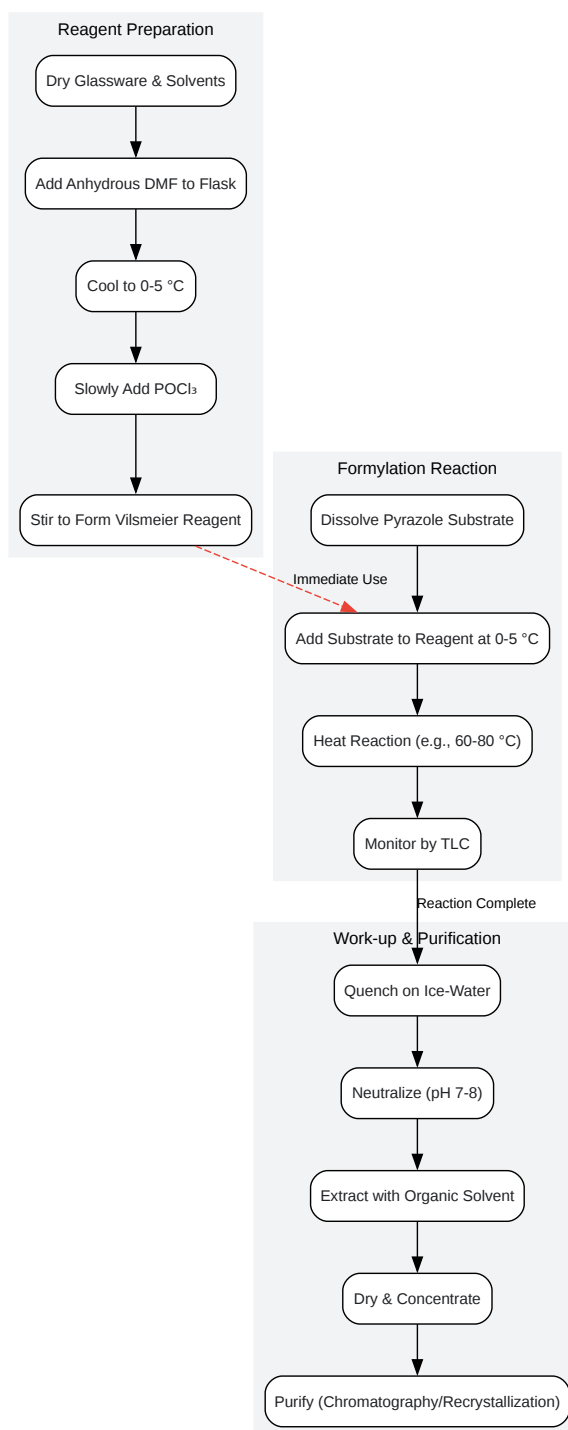 Reagent Preparation
Dry Glassware & Solvents
Add Anhydrous DMF to Flask
Cool to 0-5 °C
Slowly Add POCl₃
Stir to Form Vilsmeier Reagent
Immediate Use
Formylation Reaction
Dissolve Pyrazole Substrate
Add Substrate to Reagent at 0-5 °C
Heat Reaction (e.g., 60-80 °C)
Monitor by TLC
Reaction Complete
Work-up & Purification
Quench on Ice-Water
Neutralize (pH 7-8)
Extract with Organic Solvent
Dry & Concentrate
Purify (Chromatography/Recrystallization)